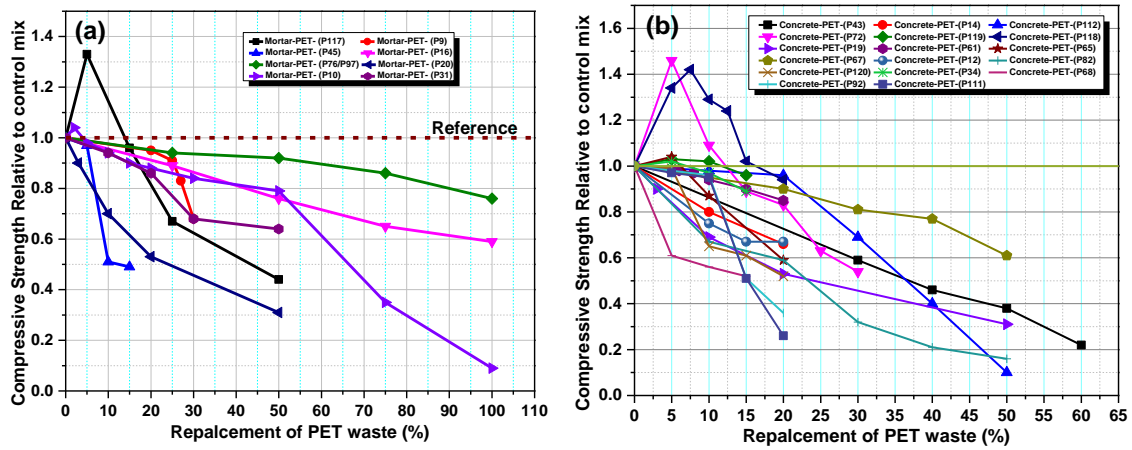 (a)
Mortar-PET- (P117)
Mortar-PET- (P9)
Mortar-PET- (P45)
Mortar-PET- (P16)
Mortar-PET- (P76/P97)
Mortar-PET- (P20)
Mortar-PET- (P10)
Mortar-PET- (P31)
Reference
Compressive Strength Relative to control mix
1.4
1.2
1.0
0.8
0.6
0.4
0.2
0.0
0 10 20 30 40 50 60 70 80 90 100 110
Repalcement of PET waste (%)
(b)
Concrete-PET-(P43)
Concrete-PET-(P14)
Concrete-PET-(P112)
Concrete-PET-(P72)
Concrete-PET-(P119)
Concrete-PET-(P118)
Concrete-PET-(P19)
Concrete-PET-(P61)
Concrete-PET-(P65)
Concrete-PET-(P67)
Concrete-PET-(P12)
Concrete-PET-(P82)
Concrete-PET-(P120)
Concrete-PET-(P34)
Concrete-PET-(P68)
Concrete-PET-(P92)
Concrete-PET-(P111)
Compressive Strength Relative to control mix
1.6
1.4
1.2
1.0
0.8
0.6
0.4
0.2
0.0
0 5 10 15 20 25 30 35 40 45 50 55 60 65
Repalcement of PET waste (%)